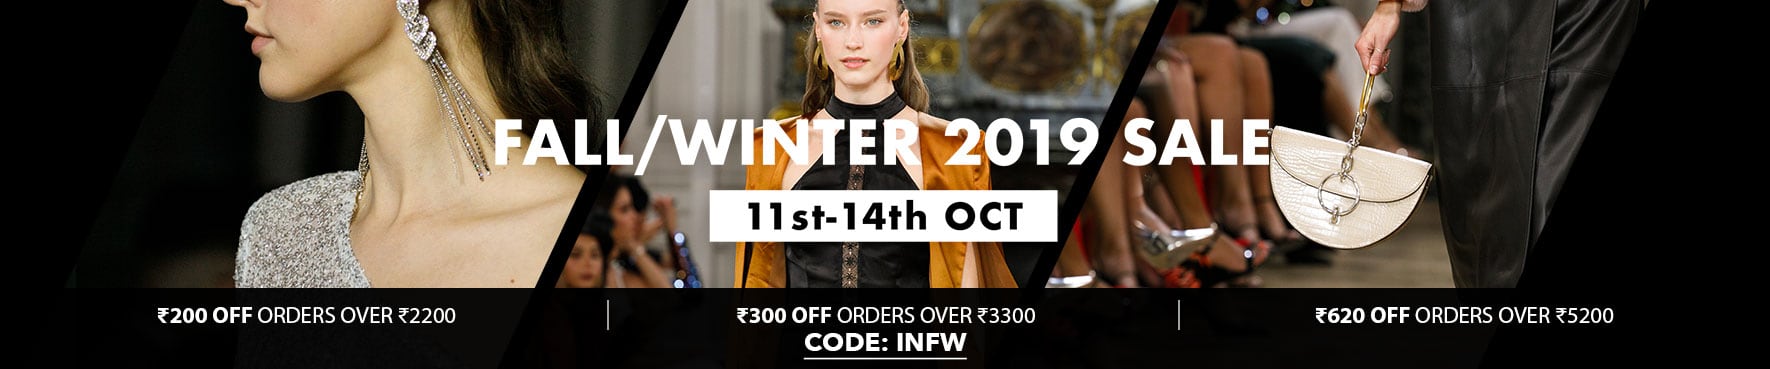 FALL/WINTER 2019 SALE
11st-14th OCT
₹200 OFF ORDERS OVER ₹2200
₹300 OFF ORDERS OVER ₹3300
₹620 OFF ORDERS OVER ₹5200
CODE: INFW